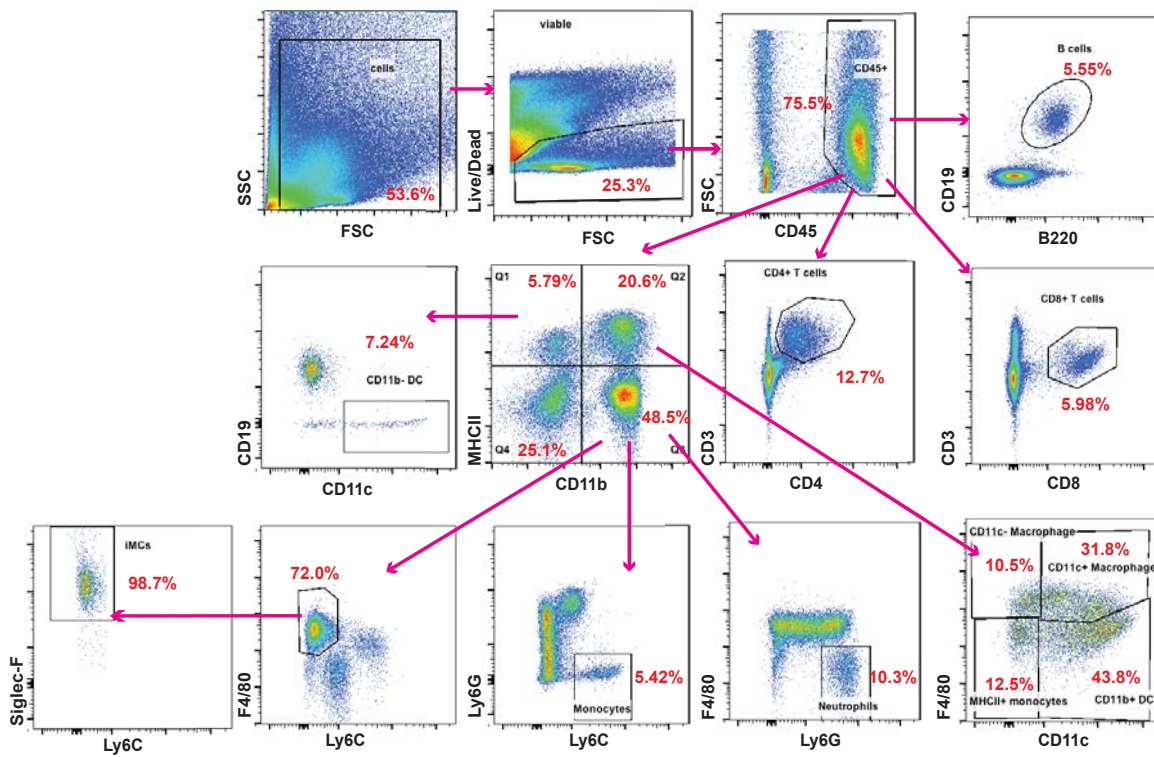 cells
53.6%
SSC
FSC
viable
25.3%
Live/Dead
FSC
CD45+
75.5%
FSC
CD45
B cells
5.55%
CD19
B220
7.24%
CD11b- DC
CD19
CD11c
Q1
5.79%
20.6%
Q2
48.5%
Q4
25.1%
Q3
MHCII
CD11b
CD4+ T cells
12.7%
CD3
CD4
CD8+ T cells
5.98%
CD3
CD8
iMCs
98.7%
Siglec-F
Ly6C
72.0%
F4/80
Ly6C
5.42%
Monocytes
Ly6G
Ly6C
10.3%
Neutrophils
F4/80
Ly6G
CD11c- Macrophage
31.8%
10.5%
CD11c+ Macrophage
12.5%
43.8%
MHCII+ monocytes
CD11b+ DC
F4/80
CD11c